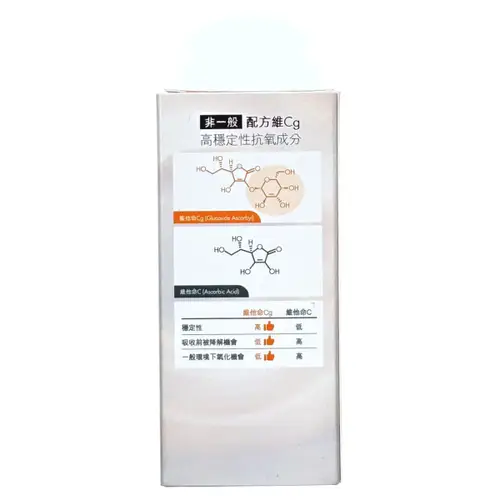 非一般 配方維Cg
高穩定性抗氧成分
HO
HO
H
O
O
HO
O
O
OH
HO
OH
OH
維他命Cg (Glucoside Ascorbyl)
HO
HO
H
O
O
HO
OH
維他命C (Ascorbic Acid)
維他命Cg 維他命C
穩定性 高 低
吸收前被降解機會 低 高
一般環境下氧化機會 低 高